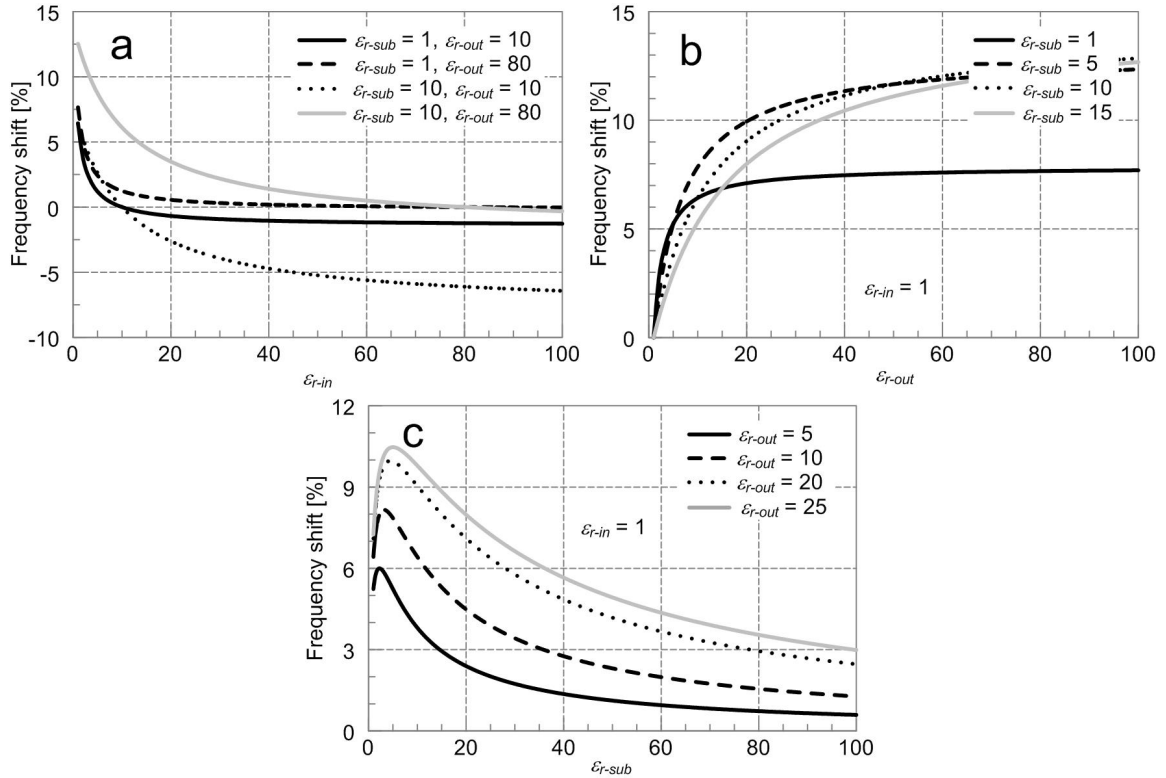 a
εr-sub = 1, εr-out = 10
εr-sub = 1, εr-out = 80
εr-sub = 10, εr-out = 10
εr-sub = 10, εr-out = 80
Frequency shift [%]
15
10
5
0
-5
-10
0 20 40 60 80 100
εr-in
b
εr-sub = 1
εr-sub = 5
εr-sub = 10
εr-sub = 15
Frequency shift [%]
15
10
5
0
εr-in = 1
0 20 40 60 80 100
εr-out
c
εr-out = 5
εr-out = 10
εr-out = 20
εr-out = 25
Frequency shift [%]
12
9
6
3
0
εr-in = 1
0 20 40 60 80 100
εr-sub